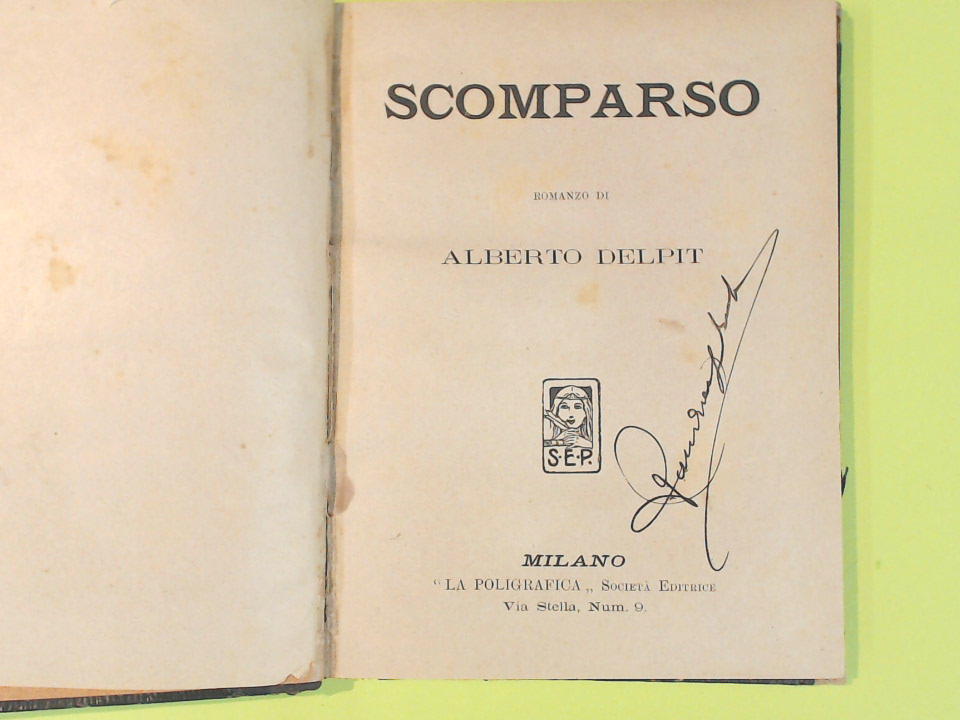 SCOMPARSO
ROMANZO DI
ALBERTO DELPIT
S.E.P.
MILANO
"LA POLIGRAFICA„ SOCIETÀ EDITRICE
Via Stella, Num. 9.